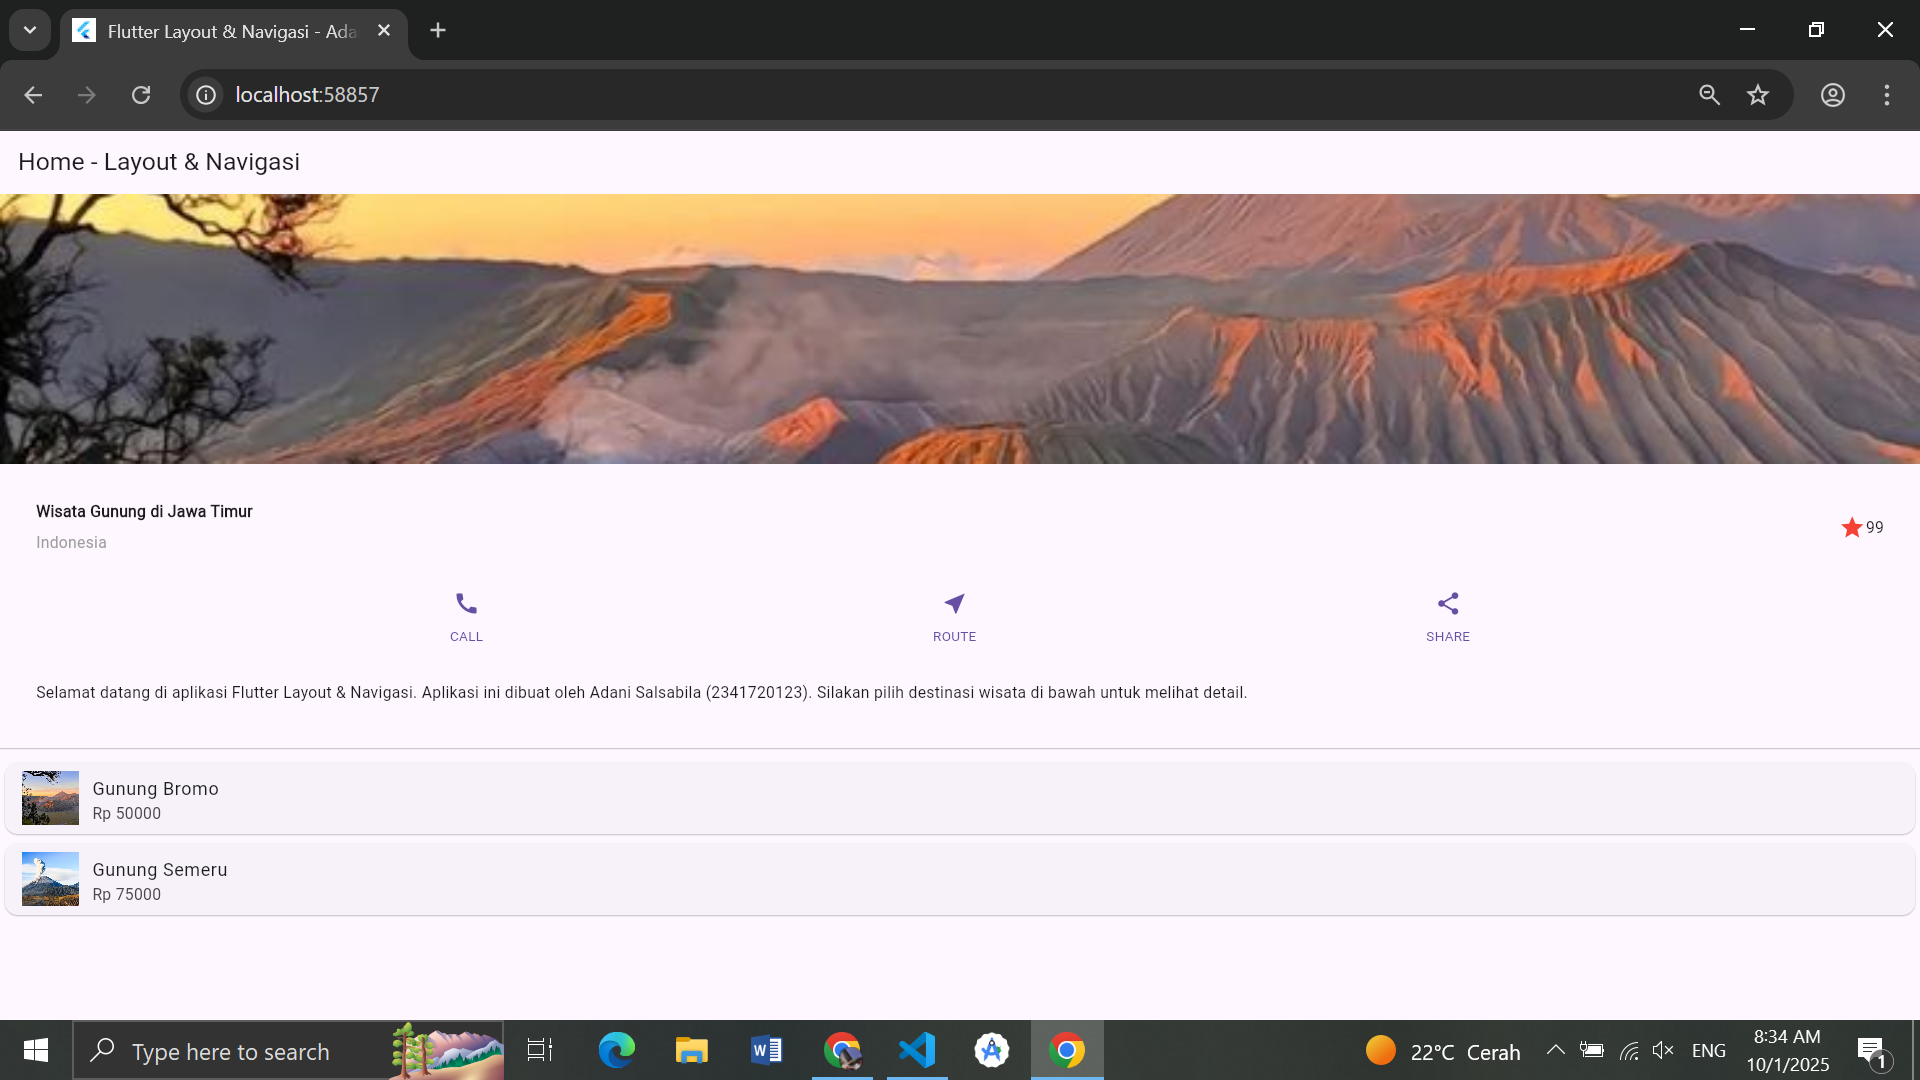 Flutter Layout & Navigasi - Ada
localhost:58857
Home - Layout & Navigasi
Wisata Gunung di Jawa Timur
Indonesia
99
CALL
ROUTE
SHARE
Selamat datang di aplikasi Flutter Layout & Navigasi. Aplikasi ini dibuat oleh Adani Salsabila (2341720123). Silakan pilih destinasi wisata di bawah untuk melihat detail.
Gunung Bromo
Rp 50000
Gunung Semeru
Rp 75000
Type here to search
22°C Cerah
ENG
8:34 AM
10/1/2025
1